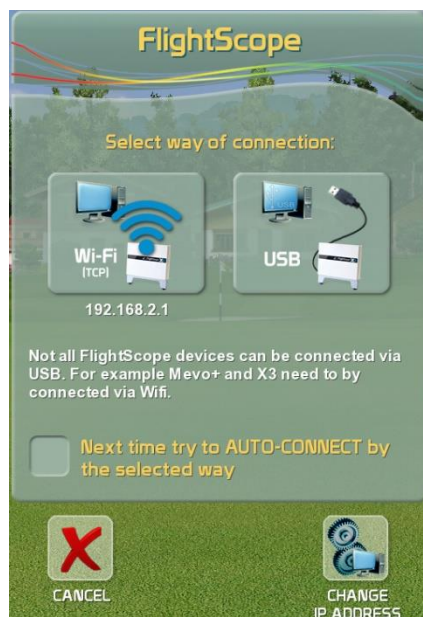 FlightScope
Select way of connection:
Wi-Fi
(TCP)
USB
192.168.2.1
Not all FlightScope devices can be connected via
USB. For example Mevo+ and X3 need to by
connected via Wifi.
Next time try to AUTO-CONNECT by
the selected way
CANCEL
CHANGE
IP ADDRESS